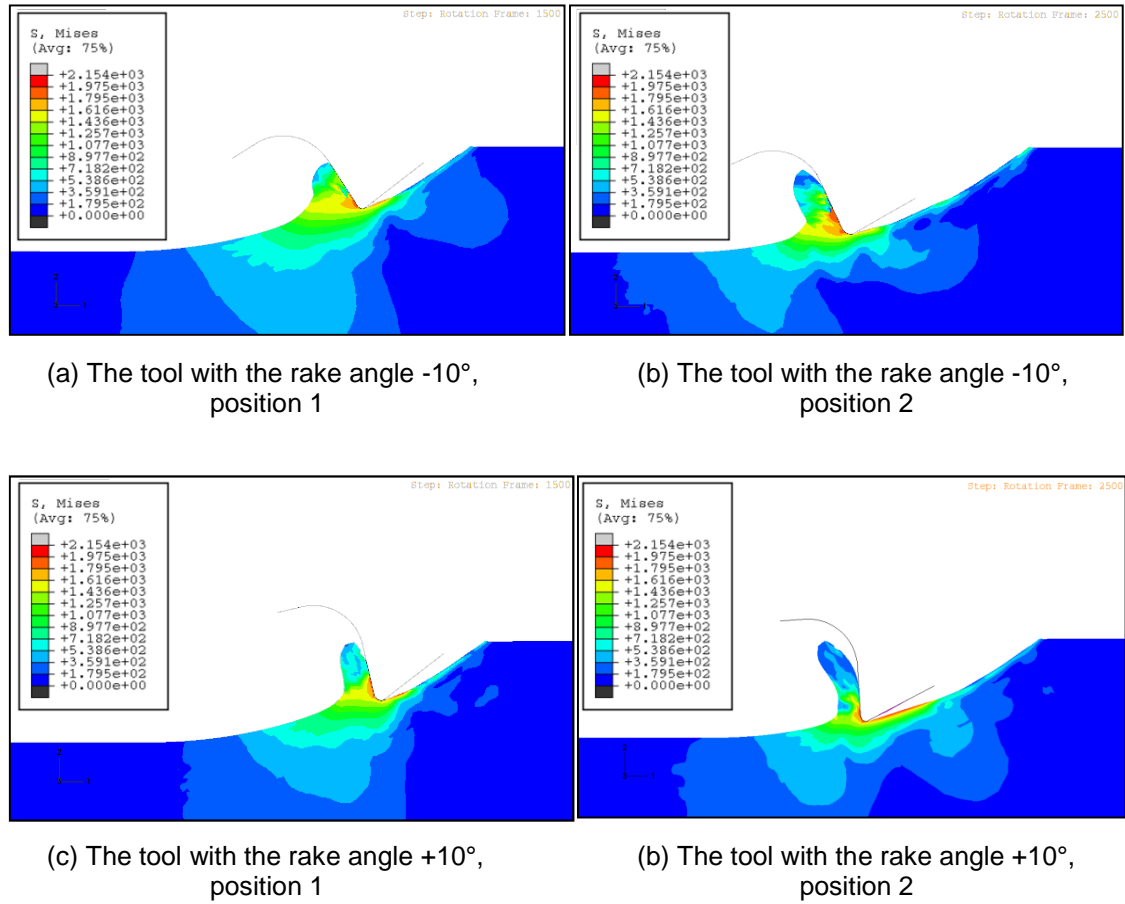 Step: Rotation Frame: 1500
S, Mises
(Avg: 75%)
+2.154e+03
+1.975e+03
+1.795e+03
+1.616e+03
+1.436e+03
+1.257e+03
+1.077e+03
+8.977e+02
+7.182e+02
+5.386e+02
+3.591e+02
+1.795e+02
+0.000e+00
Step: Rotation Frame: 2500
S, Mises
(Avg: 75%)
+2.154e+03
+1.975e+03
+1.795e+03
+1.616e+03
+1.436e+03
+1.257e+03
+1.077e+03
+8.977e+02
+7.182e+02
+5.386e+02
+3.591e+02
+1.795e+02
+0.000e+00
(a) The tool with the rake angle -10°,
position 1
(b) The tool with the rake angle -10°,
position 2
Step: Rotation Frame: 1500
S, Mises
(Avg: 75%)
+2.154e+03
+1.975e+03
+1.795e+03
+1.616e+03
+1.436e+03
+1.257e+03
+1.077e+03
+8.977e+02
+7.182e+02
+5.386e+02
+3.591e+02
+1.795e+02
+0.000e+00
Step: Rotation Frame: 2500
S, Mises
(Avg: 75%)
+2.154e+03
+1.975e+03
+1.795e+03
+1.616e+03
+1.436e+03
+1.257e+03
+1.077e+03
+8.977e+02
+7.182e+02
+5.386e+02
+3.591e+02
+1.795e+02
+0.000e+00
(c) The tool with the rake angle +10°,
position 1
(b) The tool with the rake angle +10°,
position 2